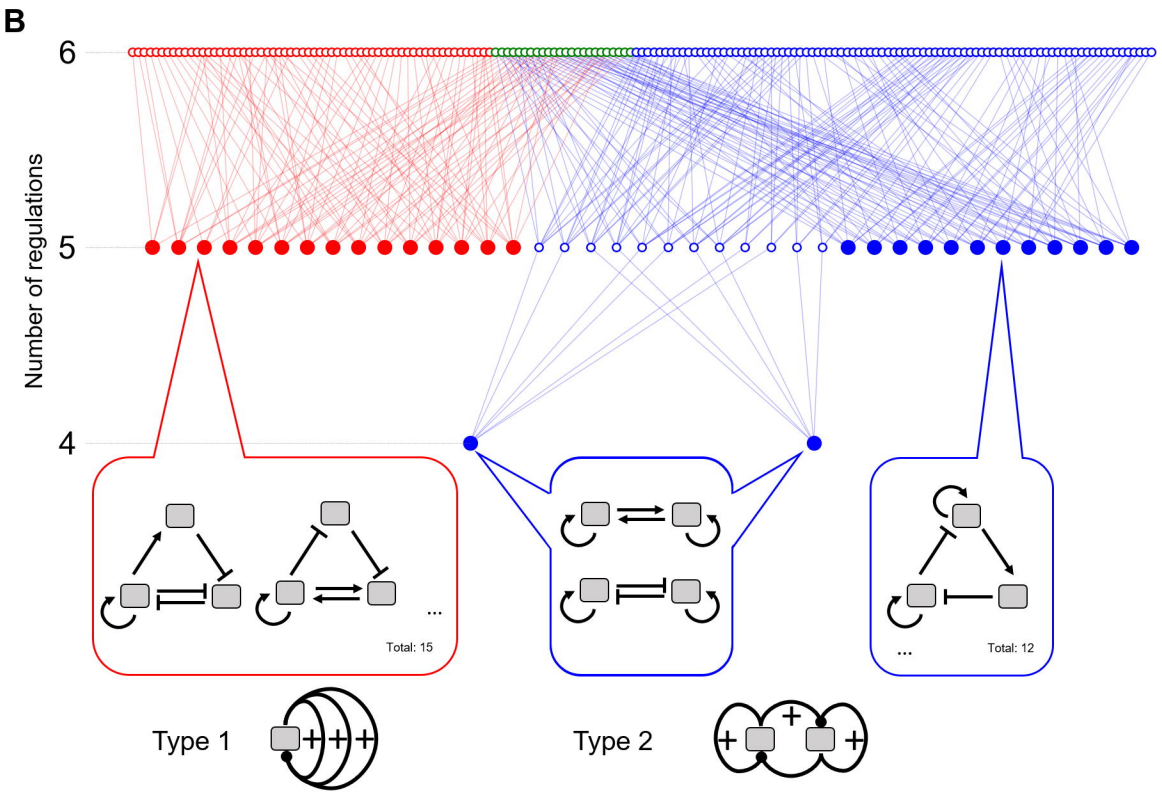 B
6
5
4
Number of regulations
...
Total: 15
...
Total: 12
Type 1
+ + +
Type 2
+ + +